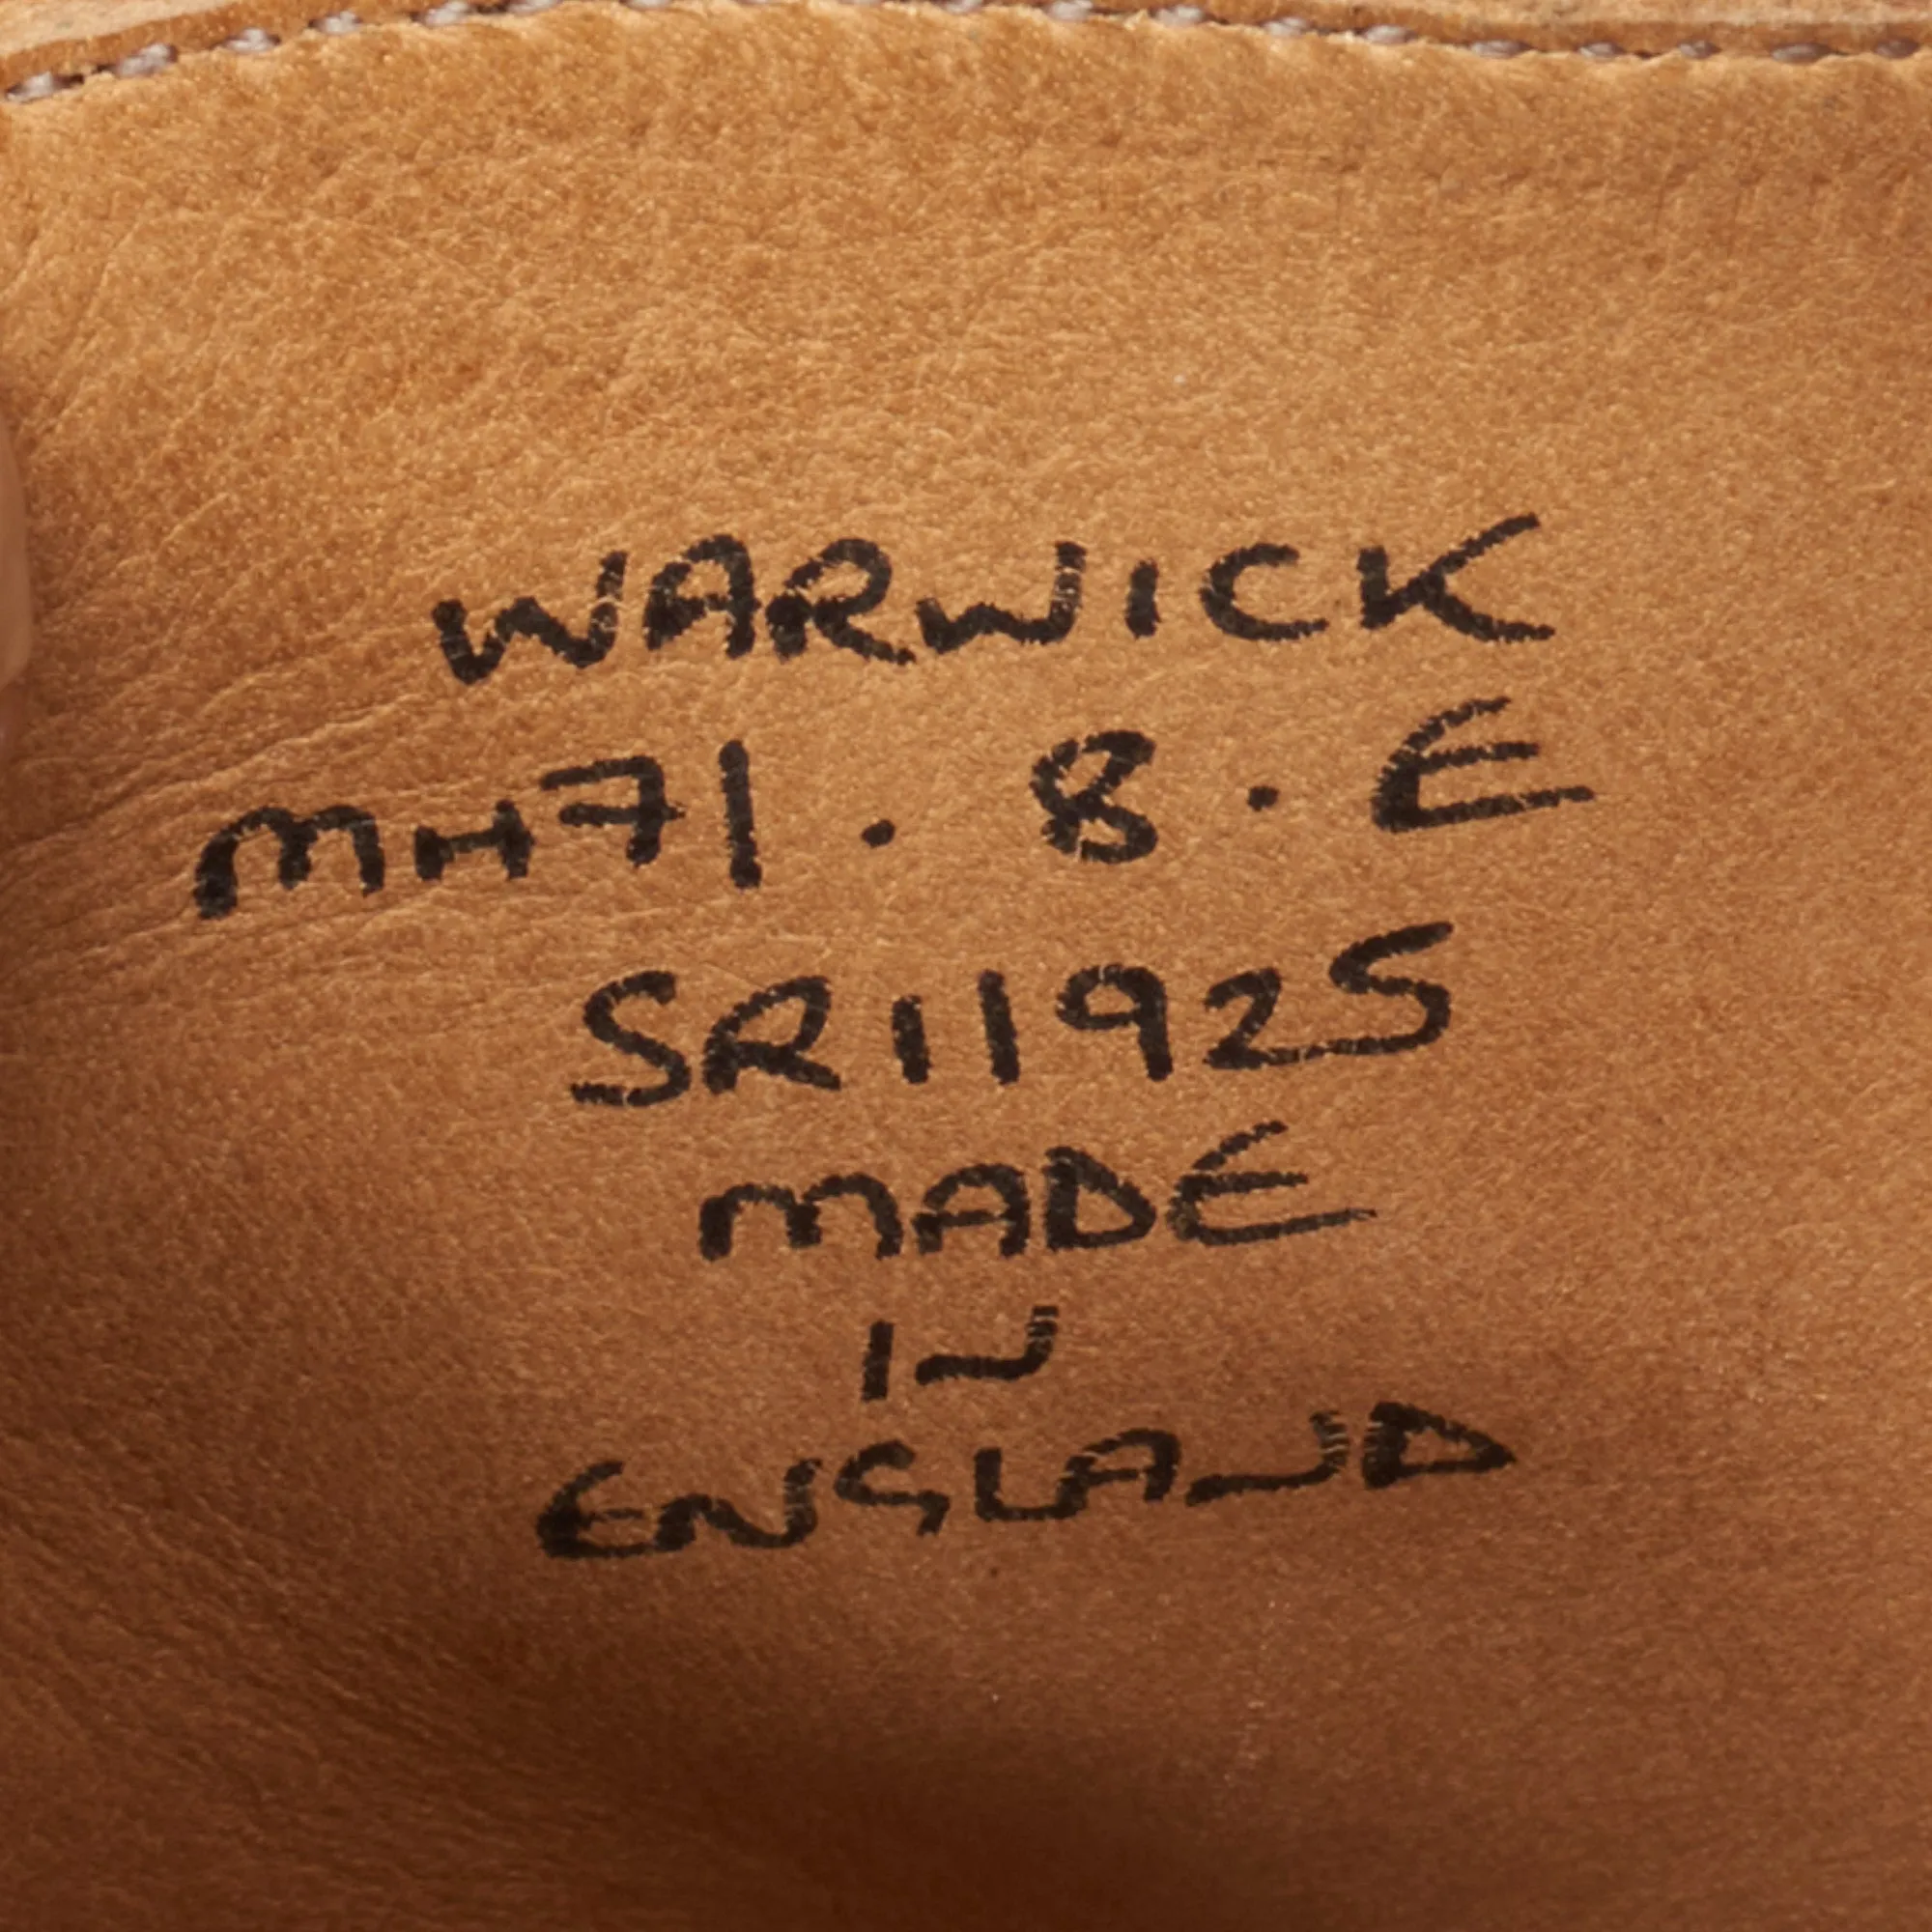 WARWICK
MH71 . 8 . E
SR11925
MADE
IN
ENGLAND